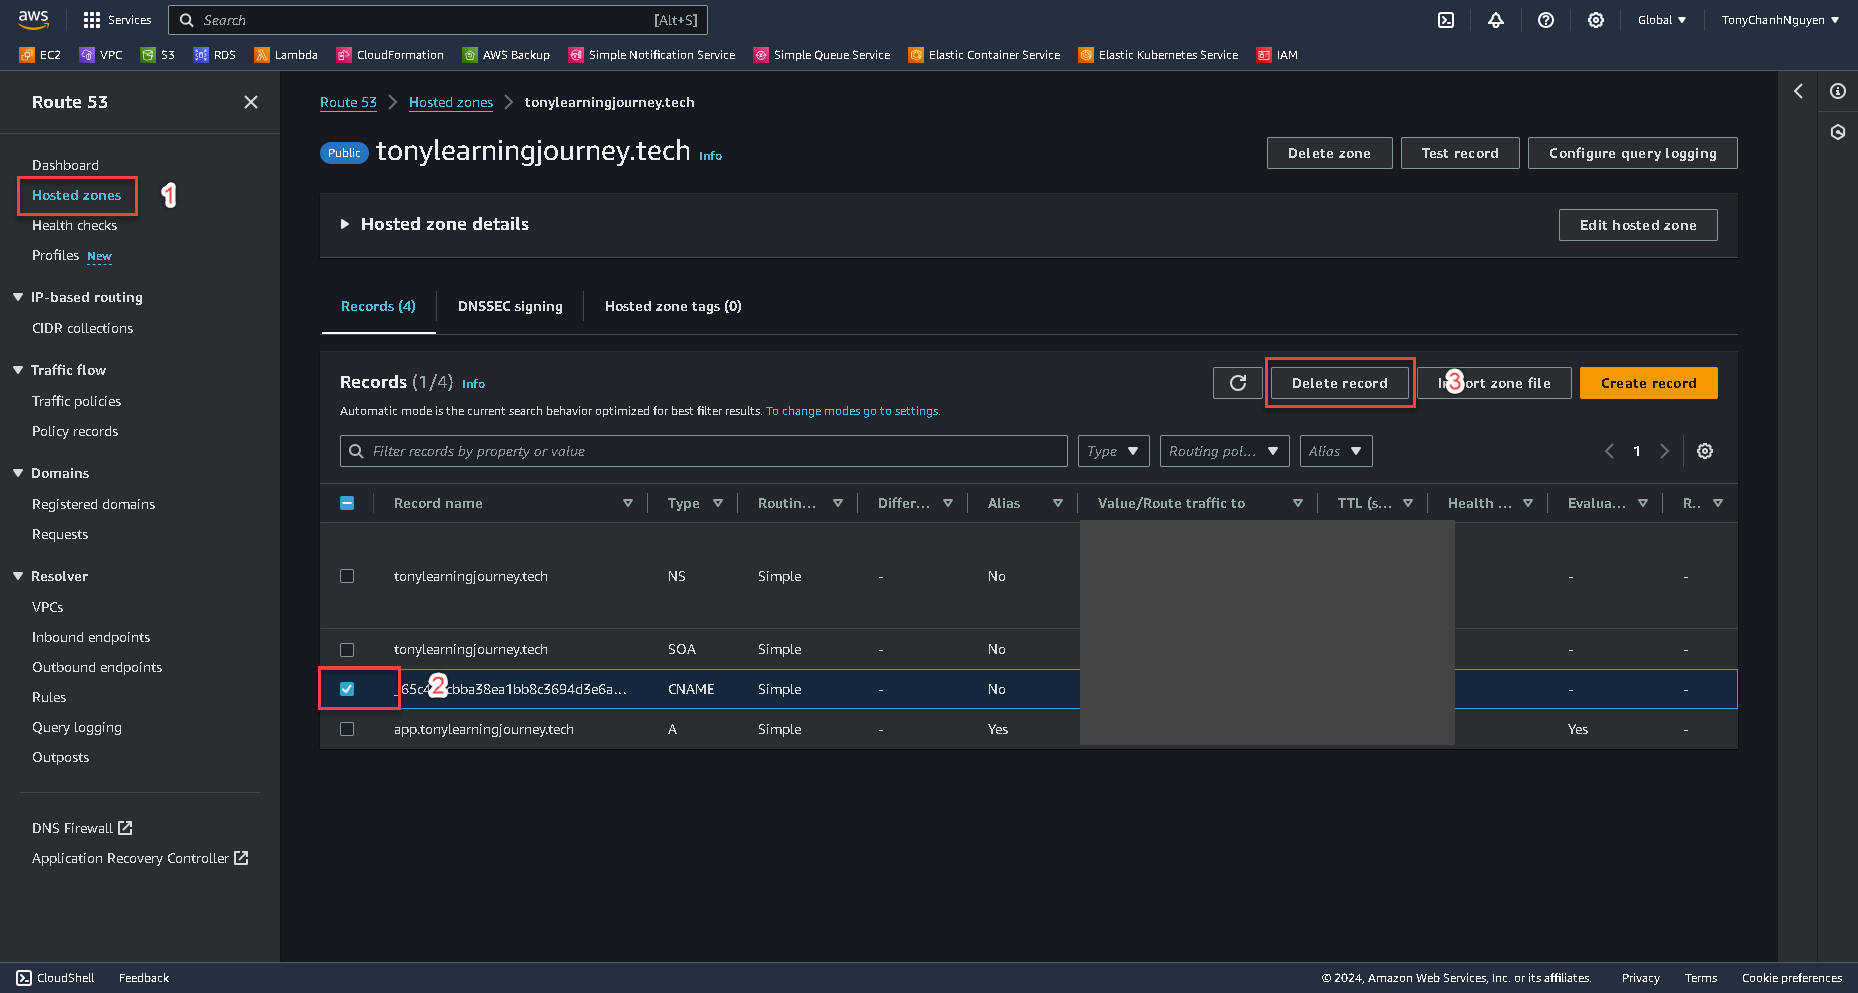 aws
Services
Search
[Alt+S]
Global
TonyChanhNguyen
EC2
VPC
S3
RDS
Lambda
CloudFormation
AWS Backup
Simple Notification Service
Simple Queue Service
Elastic Container Service
Elastic Kubernetes Service
IAM
Route 53
Dashboard
Hosted zones
1
Health checks
Profiles New
IP-based routing
CIDR collections
Traffic flow
Traffic policies
Policy records
Domains
Registered domains
Requests
Resolver
VPCs
Inbound endpoints
Outbound endpoints
Rules
Query logging
Outposts
DNS Firewall
Application Recovery Controller
Route 53 > Hosted zones > tonylearningjourney.tech
Public tonylearningjourney.tech Info
Delete zone
Test record
Configure query logging
Hosted zone details
Edit hosted zone
Records (4)
DNSSEC signing
Hosted zone tags (0)
Records (1/4) Info
Automatic mode is the current search behavior optimized for best filter results. To change modes go to settings.
Delete record
3
zone file
Create record
Filter records by property or value
Type
Routing pol...
Alias
1
Record name Type Routin... Differ... Alias Value/Route traffic to TTL (s... Health ... Evalua... R..
tonylearningjourney.tech NS Simple - No - -
tonylearningjourney.tech SOA Simple - No - -
2
CNAME Simple - No - -
app.tonylearningjourney.tech A Simple - Yes Yes -
CloudShell
Feedback
© 2024, Amazon Web Services, Inc. or its affiliates.
Privacy
Terms
Cookie preferences